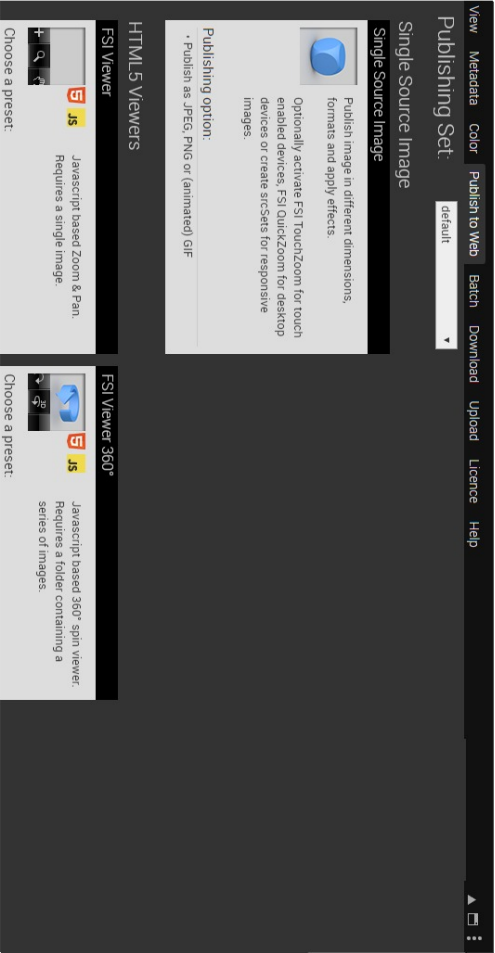 View Metadata Color Publish to Web Batch Download Upload Licence Help
Publishing Set: default
Single Source Image
Single Source Image
Publish image in different dimensions,
formats and apply effects.
Optionally activate FSI TouchZoom for touch
enabled devices, FSI QuickZoom for desktop
devices or create srcSets for responsive
images.
Publishing option:
• Publish as JPEG, PNG or (animated) GIF
HTML5 Viewers
FSI Viewer
5 JS
Javascript based Zoom & Pan.
Requires a single image.
Choose a preset:
FSI Viewer 360°
3D
5 JS
Javascript based 360° spin viewer.
Requires a folder containing a
series of images.
Choose a preset: